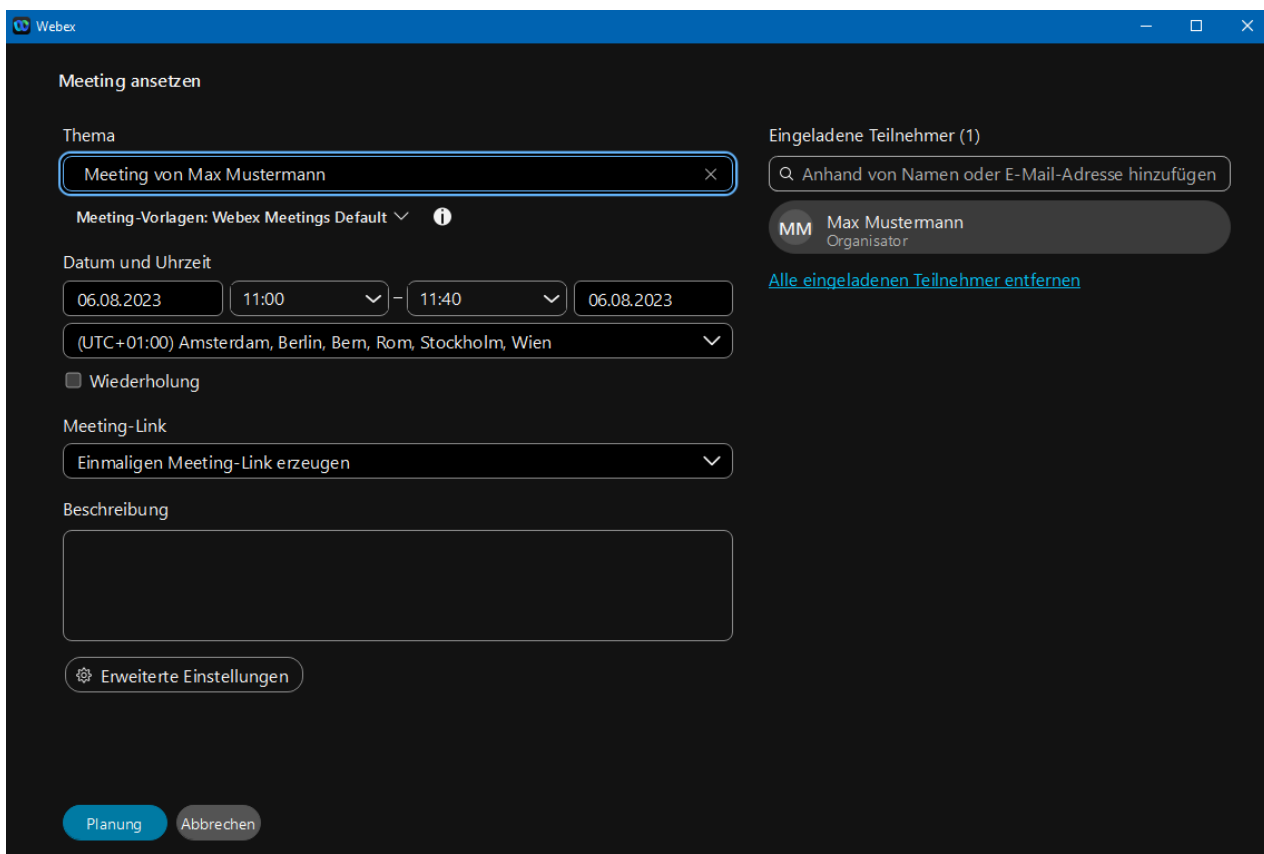 Webex
Meeting ansetzen
Thema
Meeting von Max Mustermann
Meeting-Vorlagen: Webex Meetings Default
Datum und Uhrzeit
06.08.2023 11:00 – 11:40 06.08.2023
(UTC+01:00) Amsterdam, Berlin, Bern, Rom, Stockholm, Wien
Wiederholung
Meeting-Link
Einmaligen Meeting-Link erzeugen
Beschreibung
Erweiterte Einstellungen
Planung Abbrechen
Eingeladene Teilnehmer (1)
Anhand von Namen oder E-Mail-Adresse hinzufügen
MM Max Mustermann
Organisator
Alle eingeladenen Teilnehmer entfernen